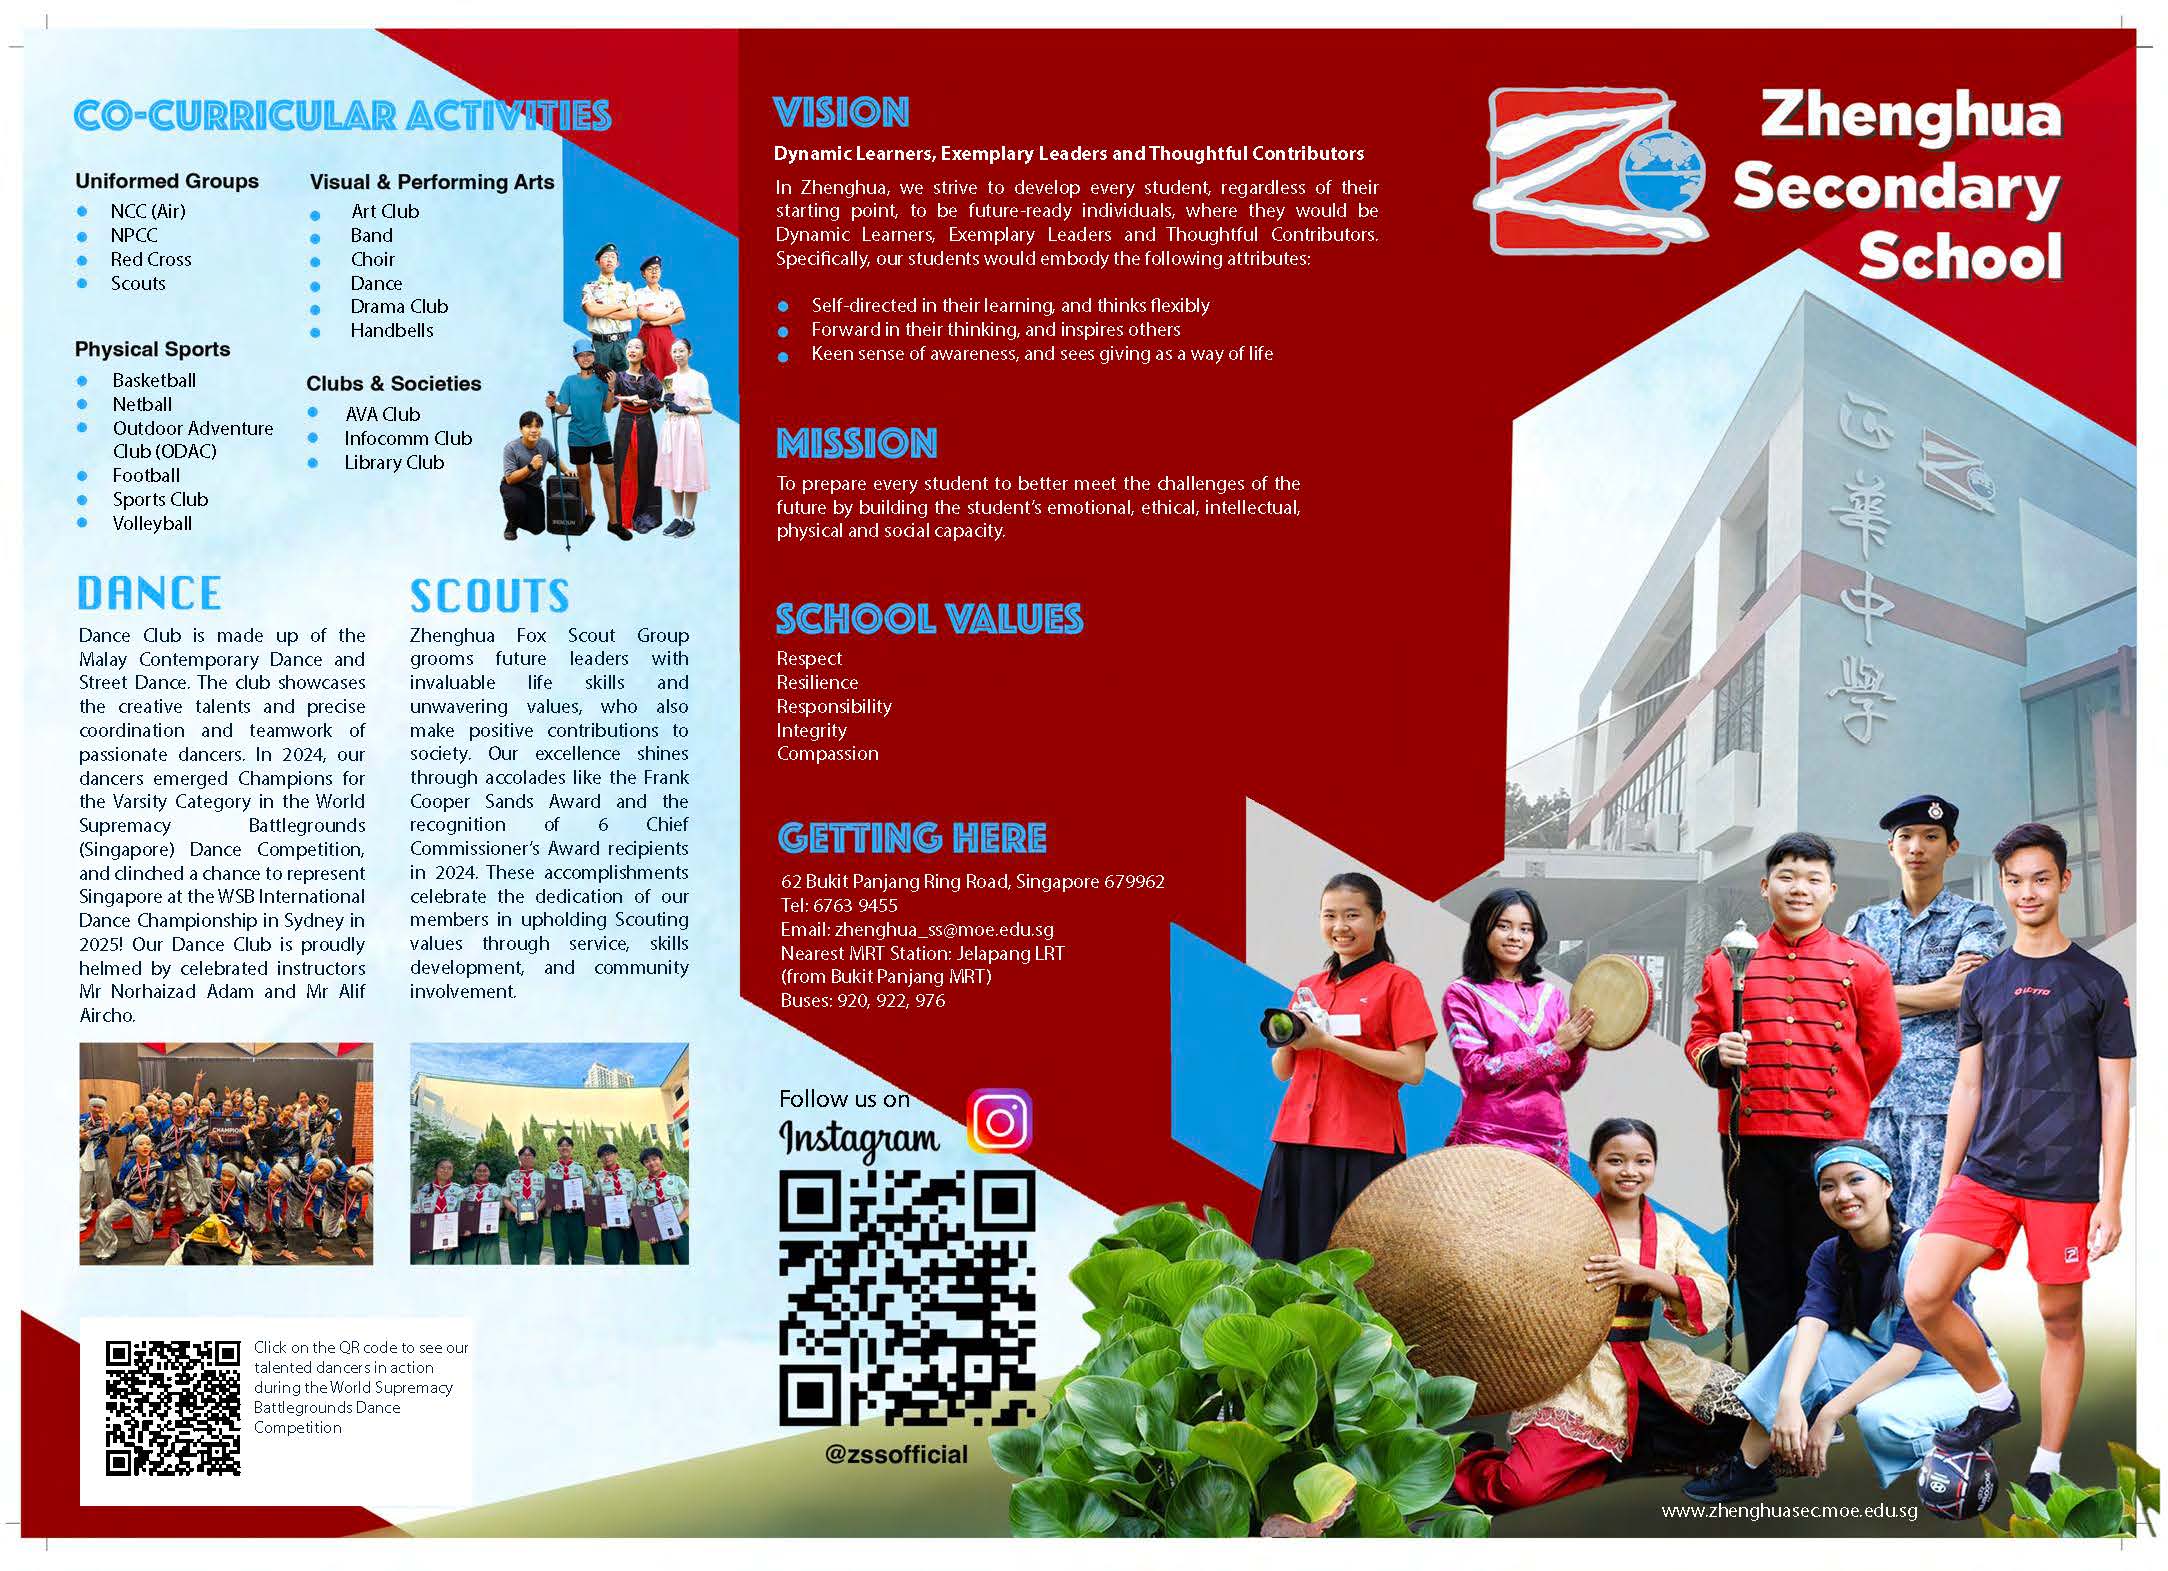 CO-CURRICULAR ACTIVITIES
Uniformed Groups
NCC (Air)
NPCC
Red Cross
Scouts
Physical Sports
Basketball
Netball
Outdoor Adventure
Club (ODAC)
Football
Sports Club
Volleyball
Visual & Performing Arts
Art Club
Band
Choir
Dance
Drama Club
Handbells
Clubs & Societies
AVA Club
Infocomm Club
Library Club
DANCE
Dance Club is made up of the
Malay Contemporary Dance and
Street Dance. The club showcases
the creative talents and precise
coordination and teamwork of
passionate dancers. In 2024, our
dancers emerged Champions for
the Varsity Category in the World
Supremacy Battlegrounds
(Singapore) Dance Competition,
and clinched a chance to represent
Singapore at the WSB International
Dance Championship in Sydney in
2025! Our Dance Club is proudly
helmed by celebrated instructors
Mr Norhaizad Adam and Mr Alif
Aircho.
SCOUTS
Zhenghua Fox Scout Group
grooms future leaders with
invaluable life skills and
unwavering values, who also
make positive contributions to
society. Our excellence shines
through accolades like the Frank
Cooper Sands Award and the
recognition of 6 Chief
Commissioner's Award recipients
in 2024. These accomplishments
celebrate the dedication of our
members in upholding Scouting
values through service, skills
development, and community
involvement.
CHAMPION
Click on the QR code to see our
talented dancers in action
during the World Supremacy
Battlegrounds Dance
Competition
VISION
Dynamic Learners, Exemplary Leaders and Thoughtful Contributors
In Zhenghua, we strive to develop every student, regardless of their
starting point, to be future-ready individuals, where they would be
Dynamic Learners, Exemplary Leaders and Thoughtful Contributors.
Specifically, our students would embody the following attributes:
Self-directed in their learning, and thinks flexibly
Forward in their thinking, and inspires others
Keen sense of awareness, and sees giving as a way of life
MISSION
To prepare every student to better meet the challenges of the
future by building the student's emotional, ethical, intellectual,
physical and social capacity.
SCHOOL VALUES
Respect
Resilience
Responsibility
Integrity
Compassion
GETTING HERE
62 Bukit Panjang Ring Road, Singapore 679962
Tel: 6763 9455
Email: zhenghua_ss@moe.edu.sg
Nearest MRT Station: Jelapang LRT
(from Bukit Panjang MRT)
Buses: 920, 922, 976
Follow us on
Instagram
@zssofficial
Zhenghua
Secondary
School
正華中學
SINGAPORE
LOTTO
www.zhenghuasec.moe.edu.sg